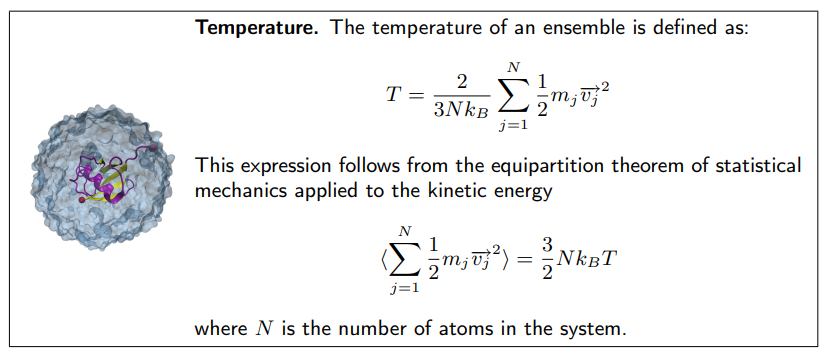 Temperature. The temperature of an ensemble is defined as:
$T = \frac{2}{3Nk_B} \sum_{j=1}^{N} \frac{1}{2} m_j \overrightarrow{v_j}^2$
This expression follows from the equipartition theorem of statistical
mechanics applied to the kinetic energy
$\langle \sum_{j=1}^{N} \frac{1}{2} m_j \overrightarrow{v_j}^2 \rangle = \frac{3}{2} N k_B T$
where $N$ is the number of atoms in the system.